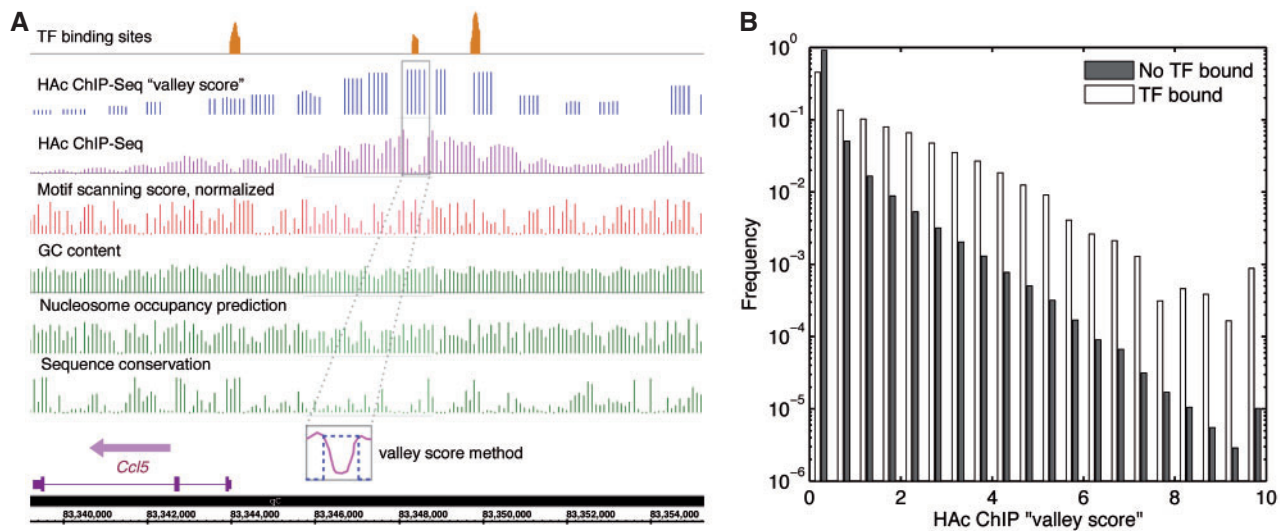 A
TF binding sites
HAc ChIP-Seq “valley score”
HAc ChIP-Seq
Motif scanning score, normalized
GC content
Nucleosome occupancy prediction
Sequence conservation
valley score method
Ccl5
gC
83,340,000 83,342,000 83,344,000 83,346,000 83,348,000 83,350,000 83,352,000 83,354,000
B
No TF bound
TF bound
Frequency
10^0
10^-1
10^-2
10^-3
10^-4
10^-5
10^-6
0 2 4 6 8 10
HAc ChIP "valley score"